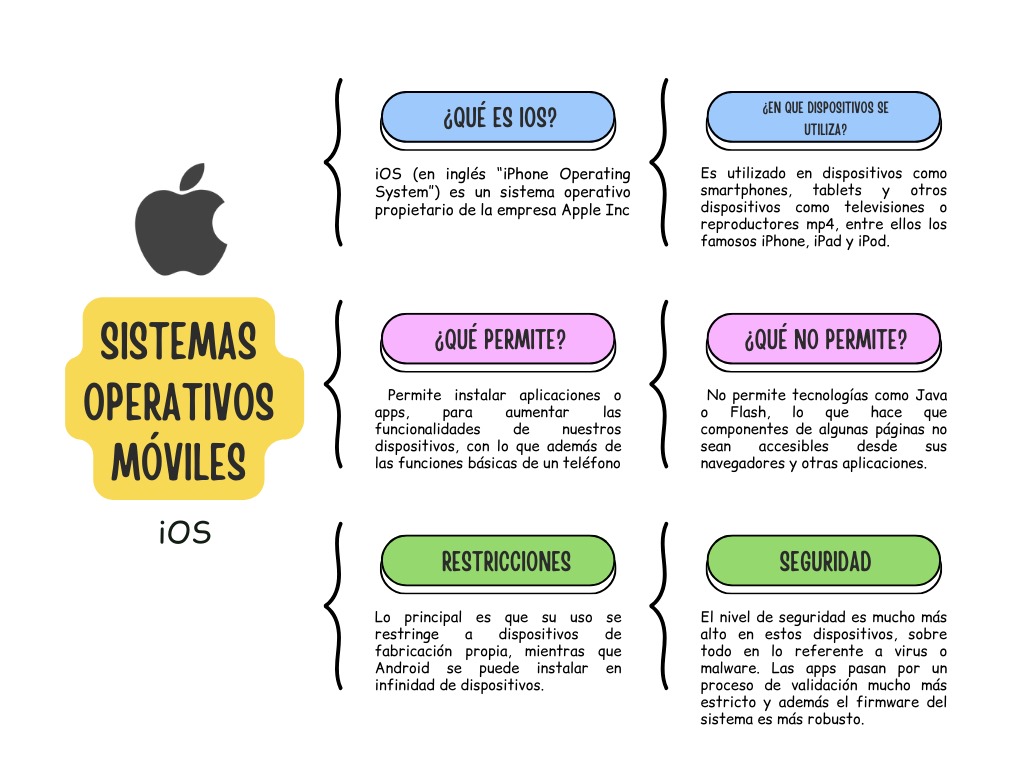 SISTEMAS
OPERATIVOS
MÓVILES
iOS
¿QUÉ ES IOS?
iOS (en inglés “iPhone Operating
System”) es un sistema operativo
propietario de la empresa Apple Inc
¿EN QUE DISPOSITIVOS SE
UTILIZA?
Es utilizado en dispositivos como
smartphones, tablets y otros
dispositivos como televisiones o
reproductores mp4, entre ellos los
famosos iPhone, iPad y iPod.
¿QUÉ PERMITE?
Permite instalar aplicaciones o
apps, para aumentar las
funcionalidades de nuestros
dispositivos, con lo que además de
las funciones básicas de un teléfono
¿QUÉ NO PERMITE?
No permite tecnologías como Java
o Flash, lo que hace que
componentes de algunas páginas no
sean accesibles desde sus
navegadores y otras aplicaciones.
RESTRICCIONES
Lo principal es que su uso se
restringe a dispositivos de
fabricación propia, mientras que
Android se puede instalar en
infinidad de dispositivos.
SEGURIDAD
El nivel de seguridad es mucho más
alto en estos dispositivos, sobre
todo en lo referente a virus o
malware. Las apps pasan por un
proceso de validación mucho más
estricto y además el firmware del
sistema es más robusto.